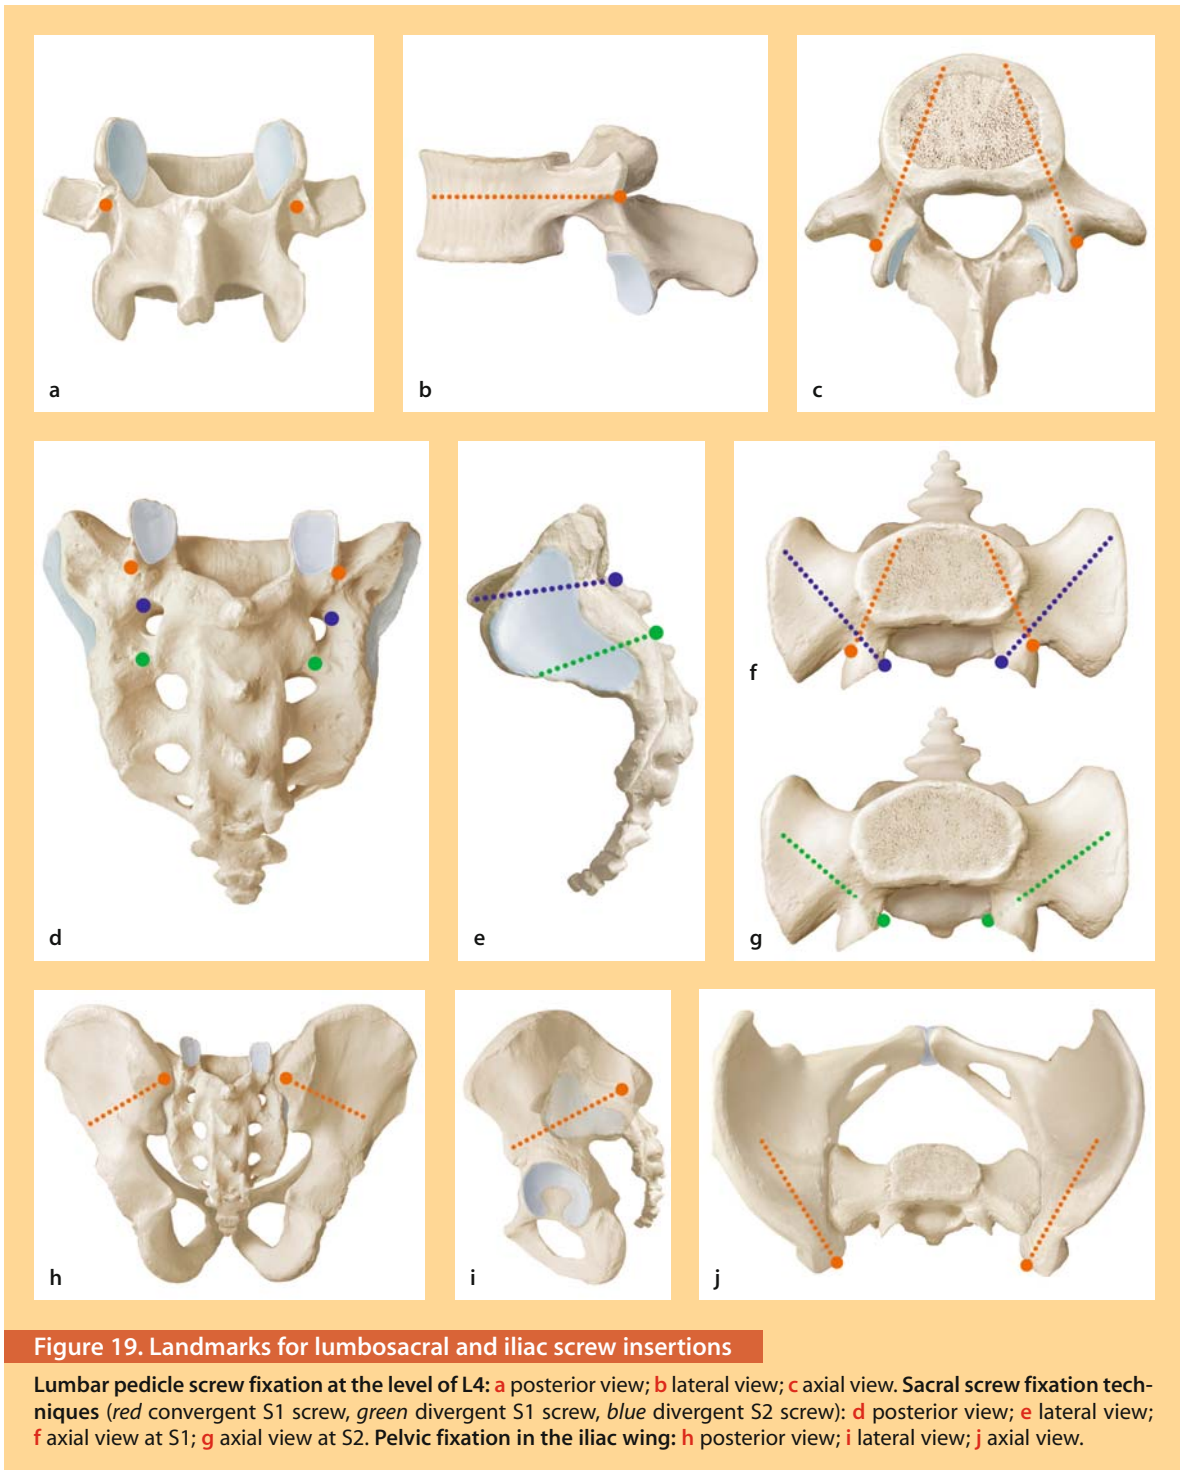 a
b
c
d
e
f
g
h
i
j
Figure 19. Landmarks for lumbosacral and iliac screw insertions
Lumbar pedicle screw fixation at the level of L4: a posterior view; b lateral view; c axial view. Sacral screw fixation tech-
niques (red convergent S1 screw, green divergent S1 screw, blue divergent S2 screw): d posterior view; e lateral view;
f axial view at S1; g axial view at S2. Pelvic fixation in the iliac wing: h posterior view; i lateral view; j axial view.